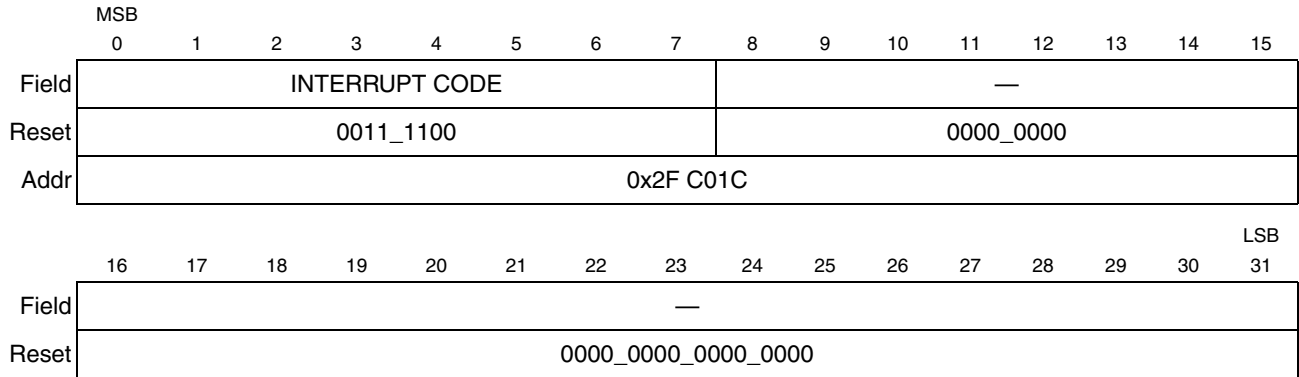 MSB
0 1 2 3 4 5 6 7 8 9 10 11 12 13 14 15
Field INTERRUPT CODE —
Reset 0011_1100 0000_0000
Addr 0x2F C01C
LSB
16 17 18 19 20 21 22 23 24 25 26 27 28 29 30 31
Field —
Reset 0000_0000_0000_0000